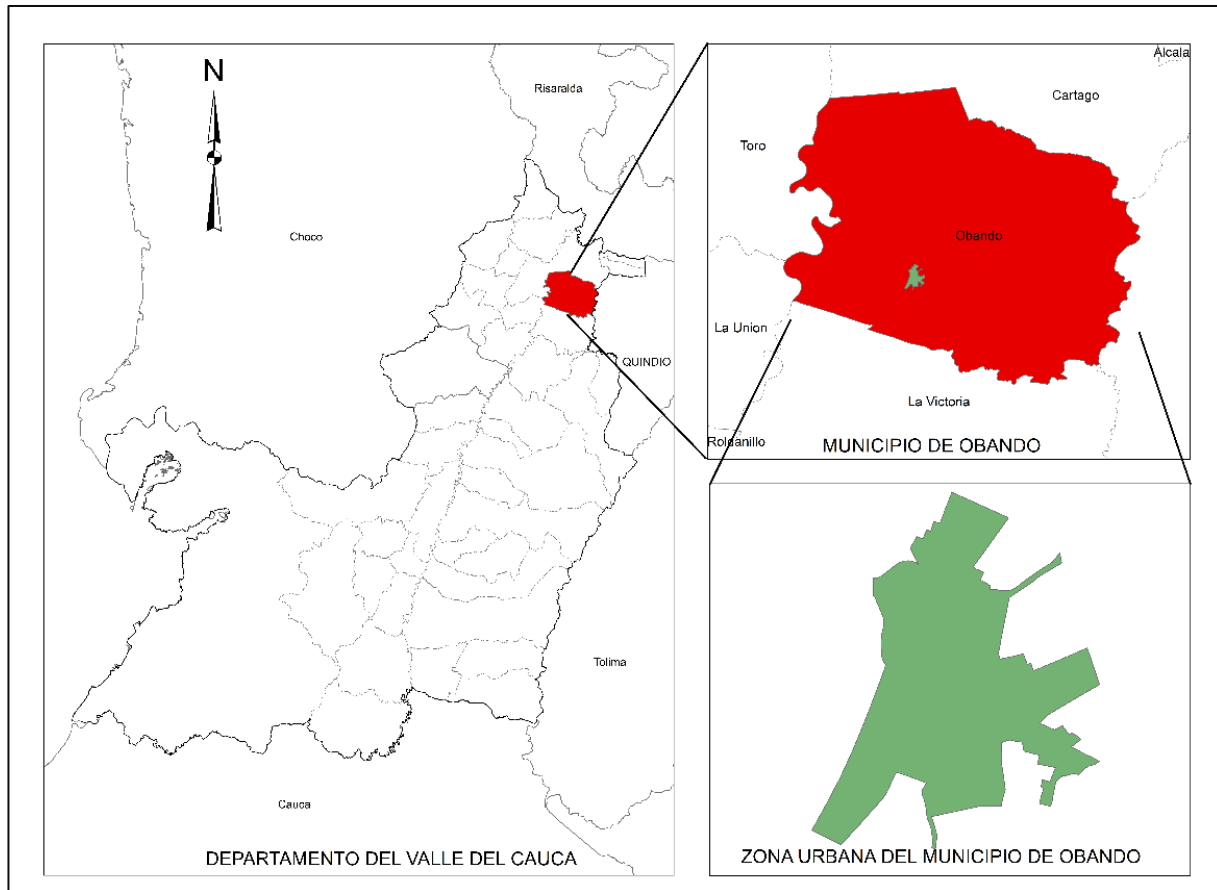 N
Risaralda
Choco
QUINDIO
Tolima
Cauca
DEPARTAMENTO DEL VALLE DEL CAUCA
Alcala
Cartago
Toro
Obando
La Union
La Victoria
Roldanillo
MUNICIPIO DE OBANDO
ZONA URBANA DEL MUNICIPIO DE OBANDO